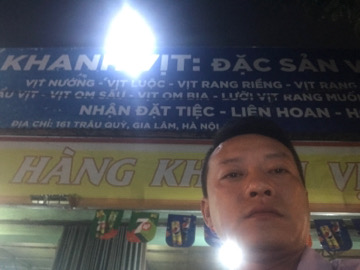 KHANH VỊT: ĐẶC SẢN V
VỊT NƯỚNG - VỊT LUỘC - VỊT RANG RIỀNG - VỊT RANG
ẤU VỊT - VỊT OM SẤU - VỊT OM BIA - LƯỠI VỊT RANG MUỐ
NHẬN ĐẶT TIỆC - LIÊN HOAN - H
ĐỊA CHỈ: 161 TRÂU QUỲ, GIA LÂM, HÀ NỘI
HÀNG KH N V
7